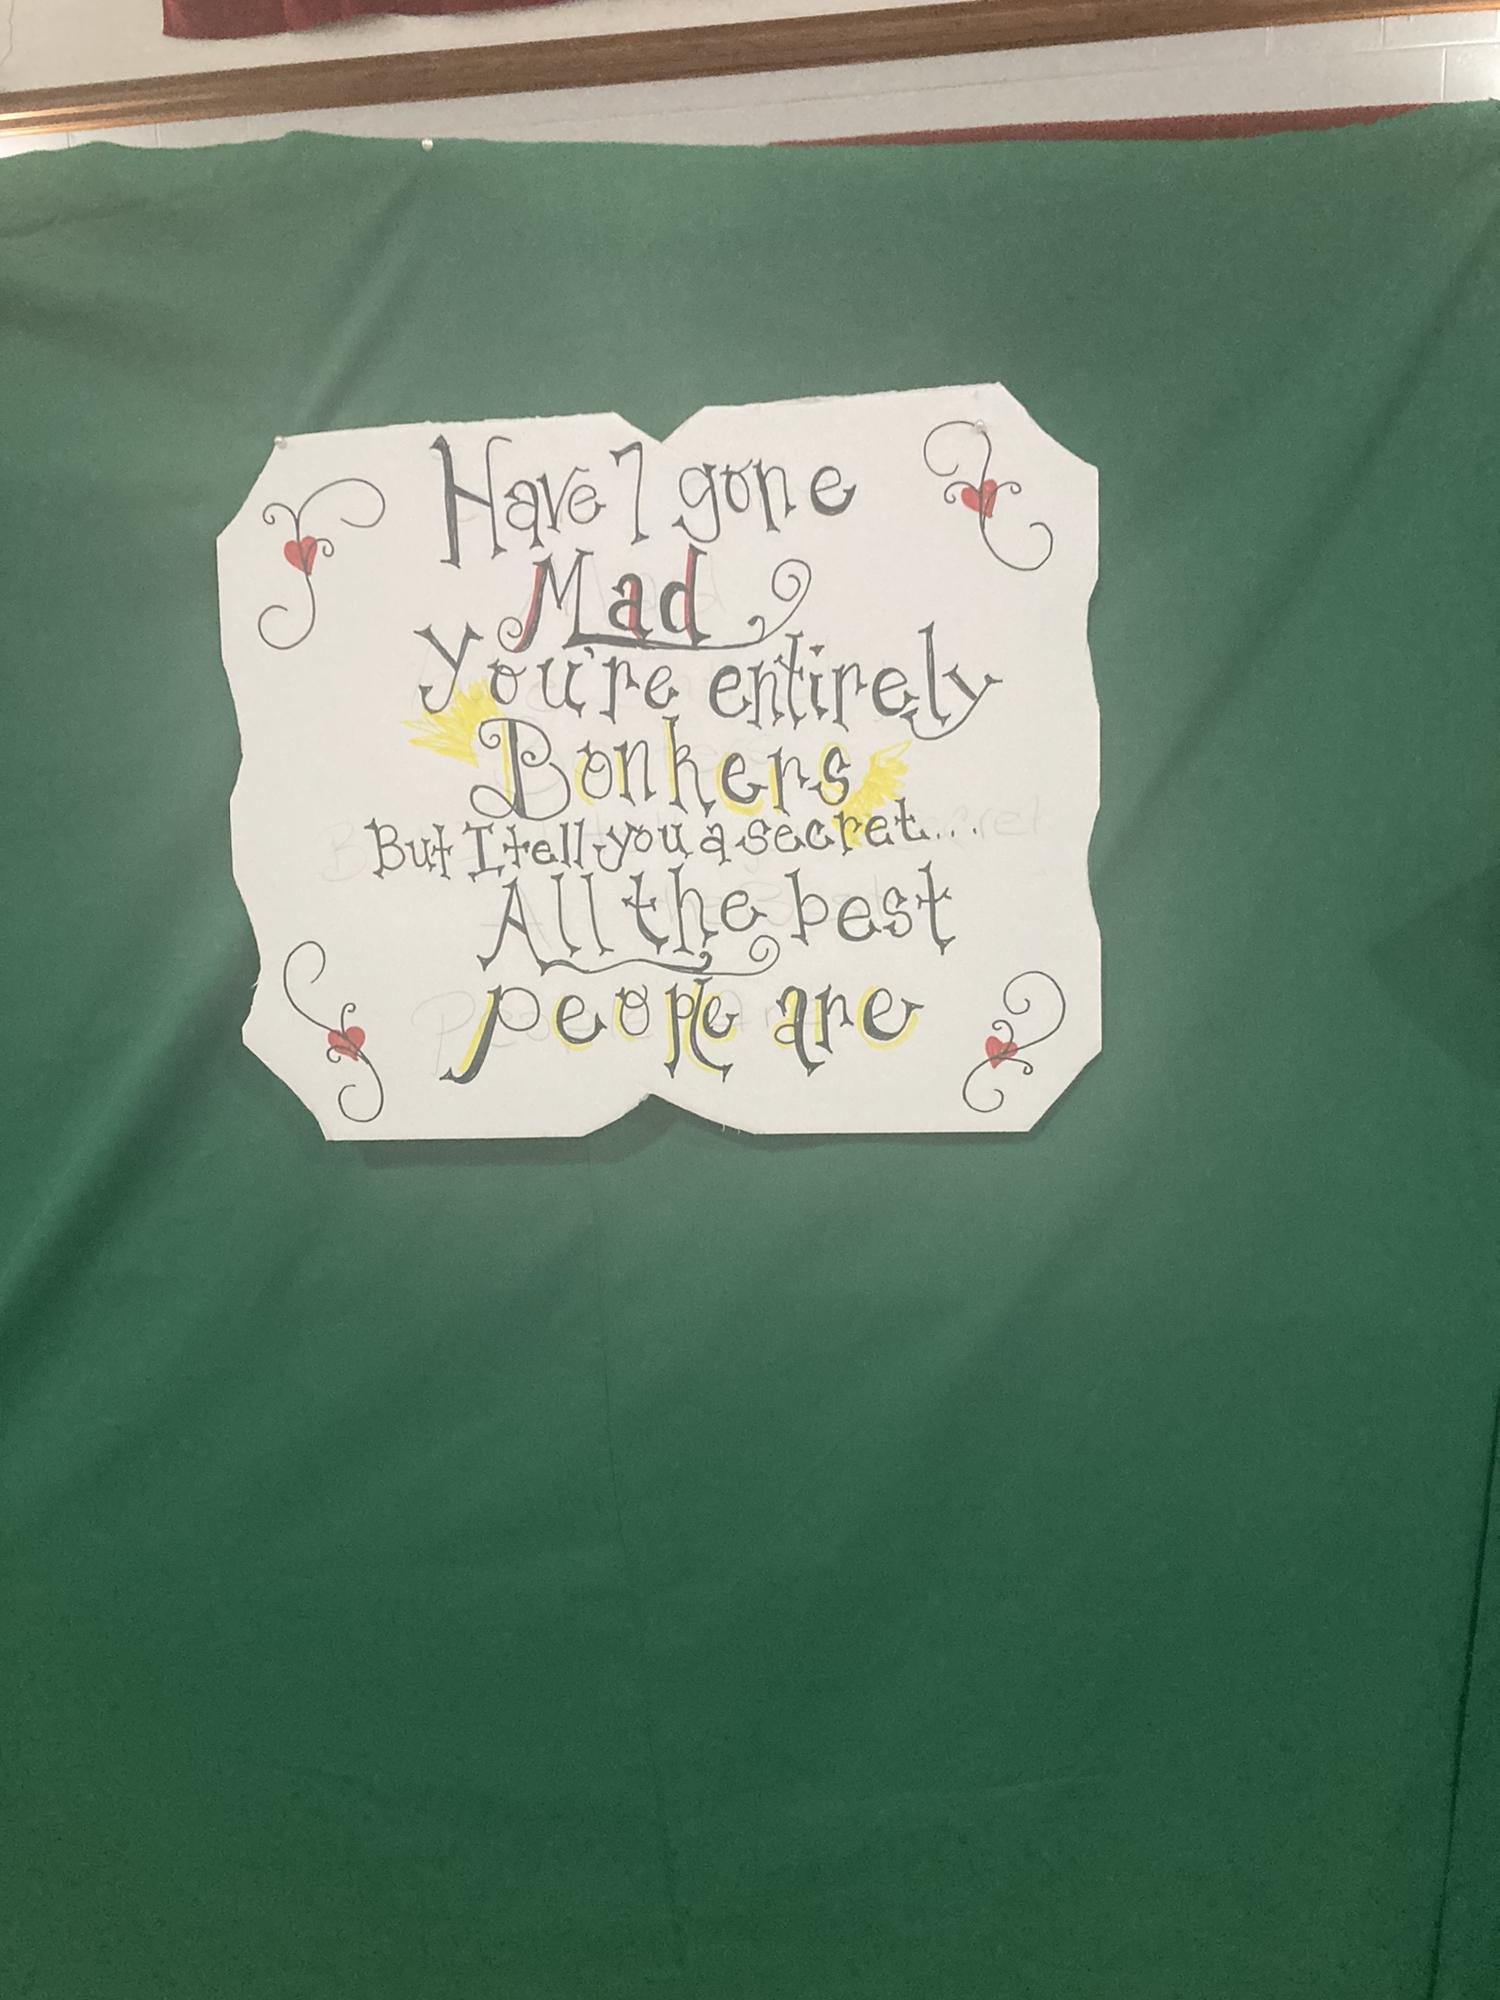 Have I gone
Mad
You're entirely
Bonkers
But I tell you a secret...
All the best
people are